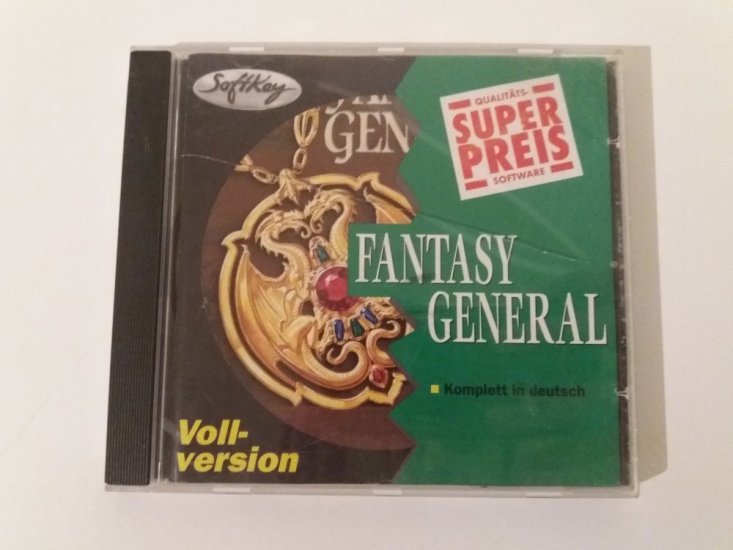 SoftKey
GEN
QUALITÄTS-
SUPER
PREIS
SOFTWARE
FANTASY
GENERAL
Komplett in deutsch
Voll-
version